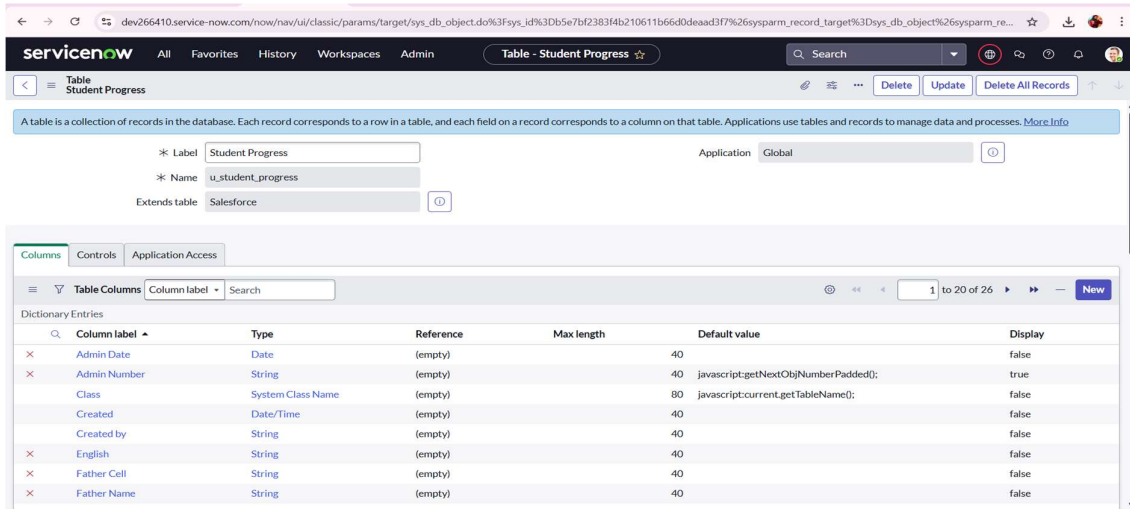 dev266410.service-now.com/now/nav/ui/classic/params/target/sys_db_object.do%3Fsys_id%3Db5e7bf2383f4b210611b66d0deaad3f7%26sysparm_record_target%3Dsys_db_object%26sysparm_re...
servicenow All Favorites History Workspaces Admin Table - Student Progress Search
Table
Student Progress Delete Update Delete All Records
A table is a collection of records in the database. Each record corresponds to a row in a table, and each field on a record corresponds to a column on that table. Applications use tables and records to manage data and processes. More Info
Label Student Progress Application Global
Name u_student_progress
Extends table Salesforce
Columns Controls Application Access
Table Columns Column label Search 1 to 20 of 26 New
Dictionary Entries
Column label Type Reference Max length Default value Display
Admin Date Date (empty) 40 false
Admin Number String (empty) 40 javascript:getNextObjNumberPadded(); true
Class System Class Name (empty) 80 javascript:current.getTableName(); false
Created Date/Time (empty) 40 false
Created by String (empty) 40 false
English String (empty) 40 false
Father Cell String (empty) 40 false
Father Name String (empty) 40 false